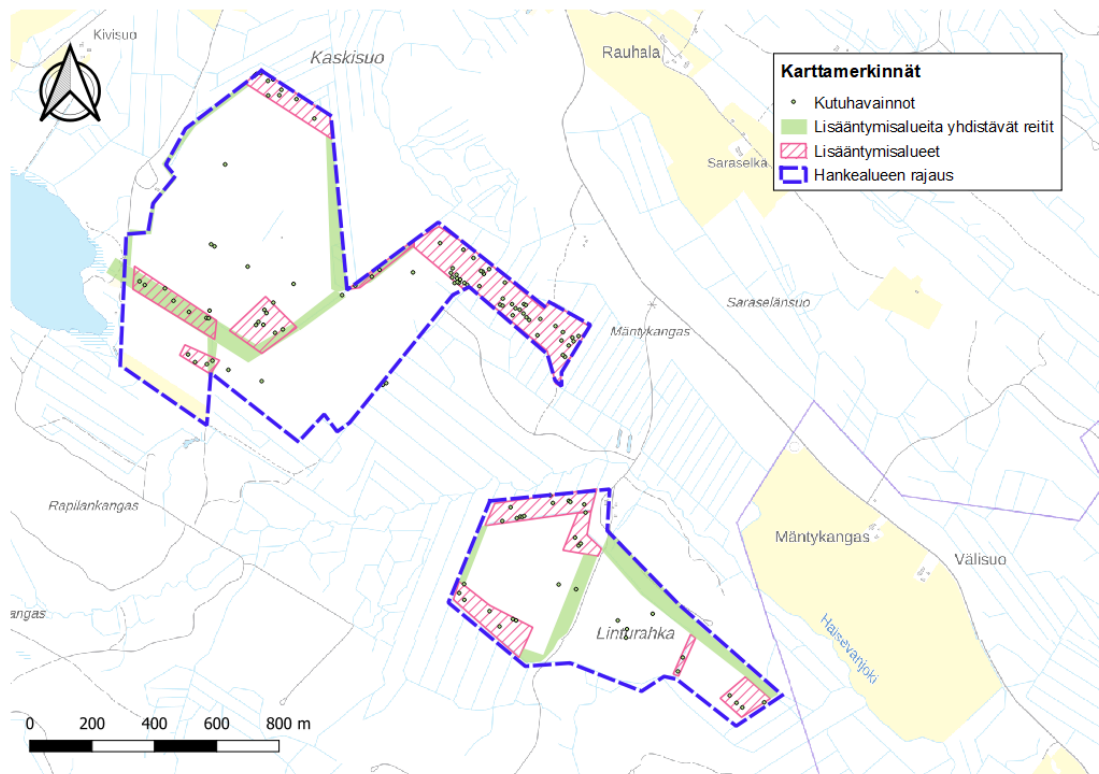 Kivisuo
Kaskisuo
Rauhala
Karttamerkinnät
Kutuhavainnot
Lisääntymisalueita yhdistävät reitit
Lisääntymisalueet
Hankealueen rajaus
Saraselkä
Saraselänsuo
Mäntykangas
Rapilankangas
Mäntykangas
Välisuo
angas
Linturahka
Haisevanjoki
0 200 400 600 800 m